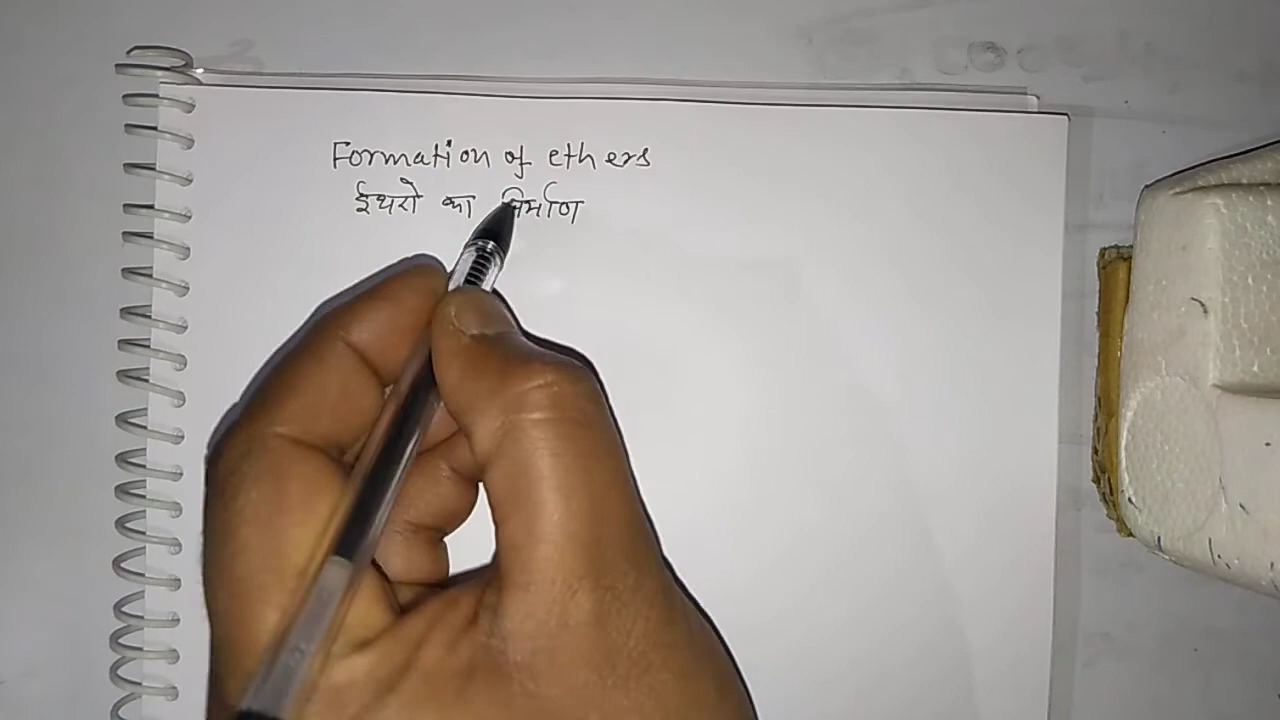 Formation of ethers
ईथरो का निर्माण